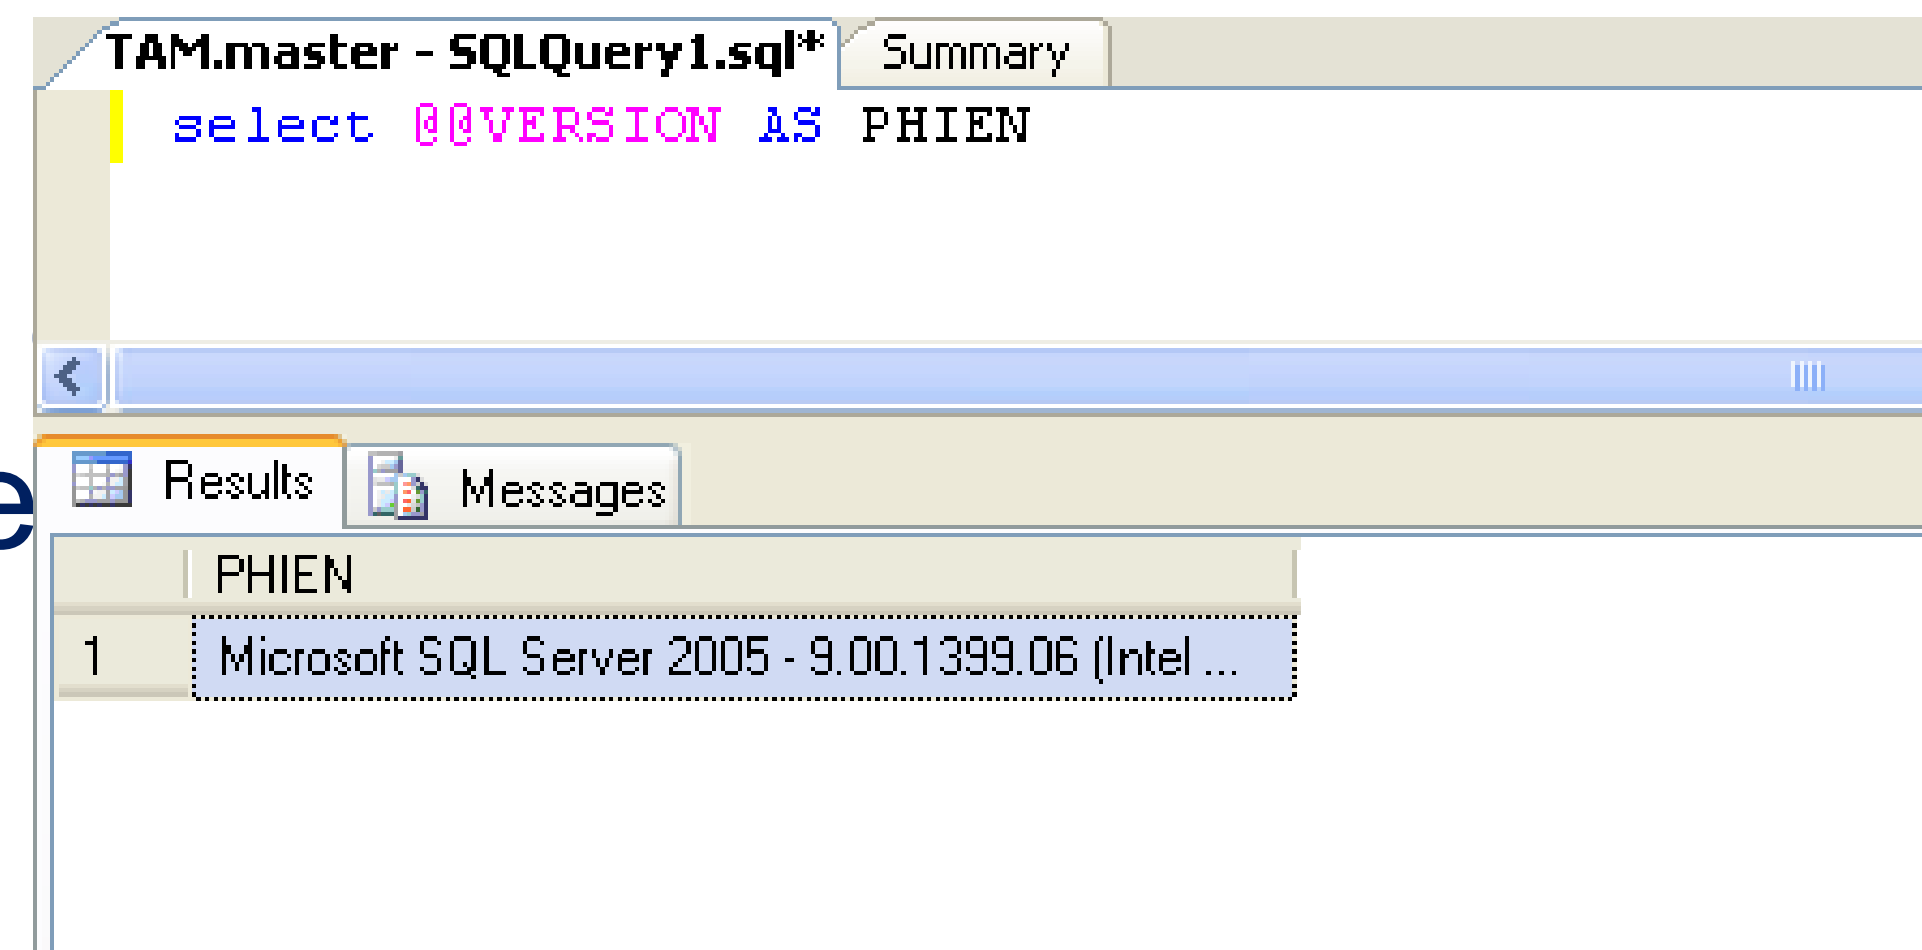 TAM.master - SQLQuery1.sql* Summary
select @@VERSION AS PHIEN
e
Results Messages
PHIEN
1 Microsoft SQL Server 2005 - 9.00.1399.06 (Intel ...